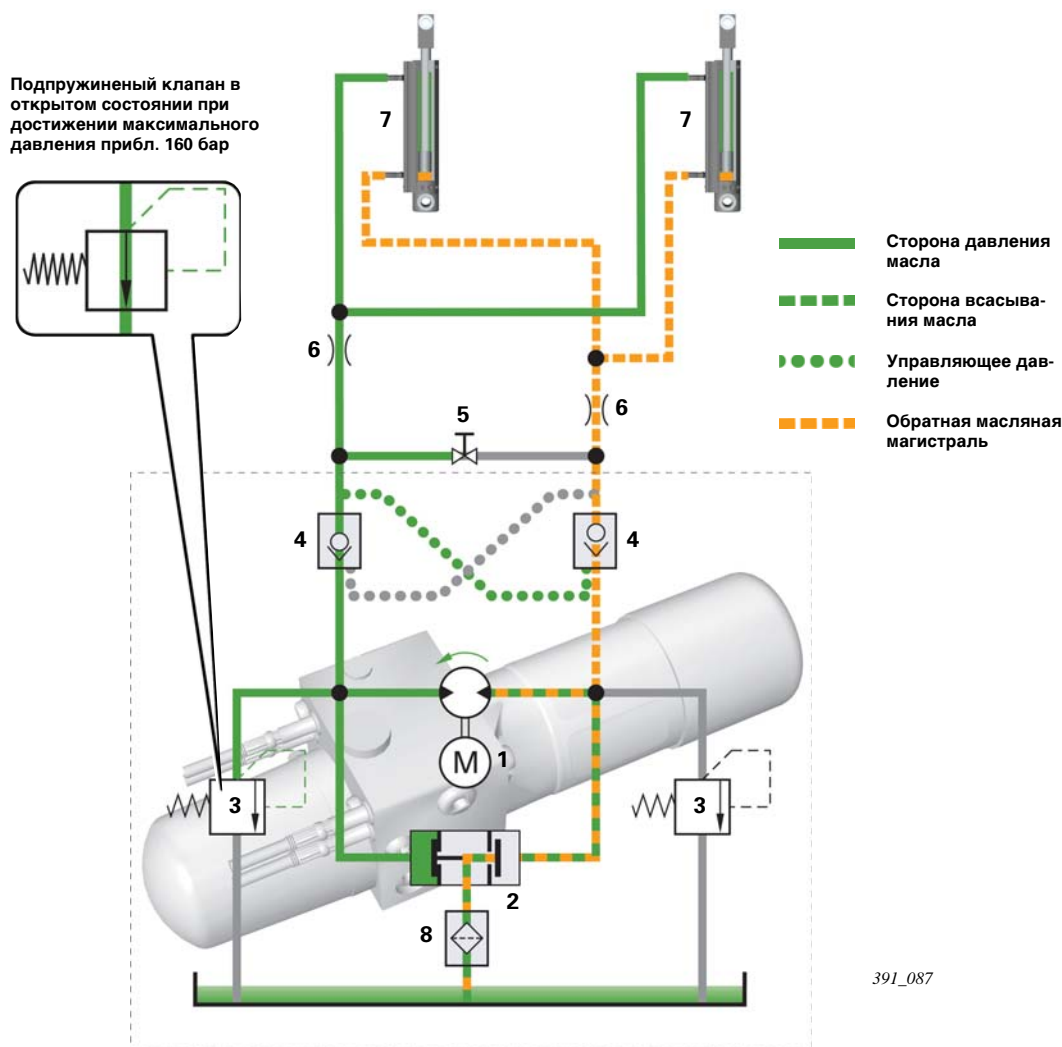 Подпружиненый клапан в
открытом состоянии при
достижении максимального
давления прибл. 160 бар
7
7
Сторона давления
масла
Сторона всасыва-
ния масла
Управляющее дав-
ление
Обратная масляная
магистраль
6
6
5
4
4
1
M
3
3
2
8
391_087